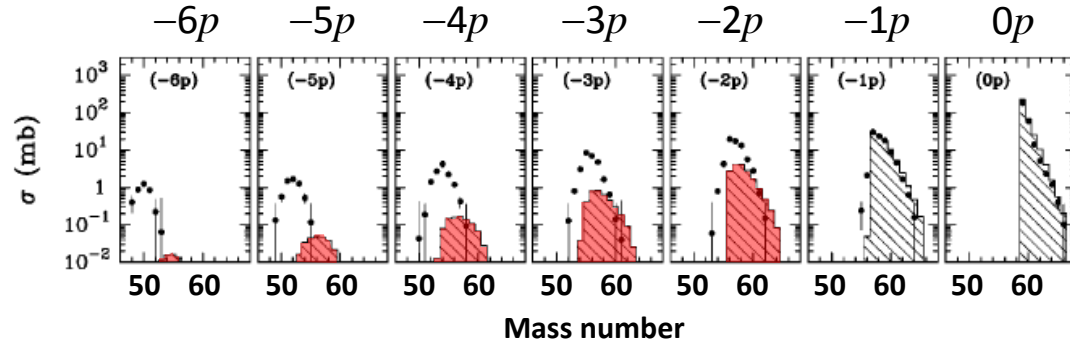 −6p −5p −4p −3p −2p −1p 0p
(−6p) (−5p) (−4p) (−3p) (−2p) (−1p) (0p)
10³
10²
10
1
10⁻¹
10⁻²
σ (mb)
50 60 50 60 50 60 50 60 50 60 50 60 50 60
Mass number